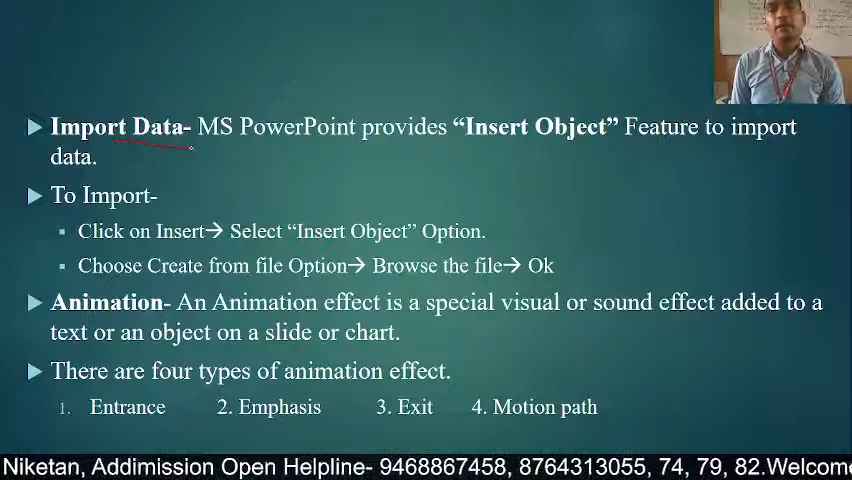 Import Data- MS PowerPoint provides “Insert Object” Feature to import
data.
To Import-
Click on Insert→ Select “Insert Object” Option.
Choose Create from file Option→ Browse the file→ Ok
Animation- An Animation effect is a special visual or sound effect added to a
text or an object on a slide or chart.
There are four types of animation effect.
1. Entrance 2. Emphasis 3. Exit 4. Motion path
Niketan, Addimission Open Helpline- 9468867458, 8764313055, 74, 79, 82.Welcome